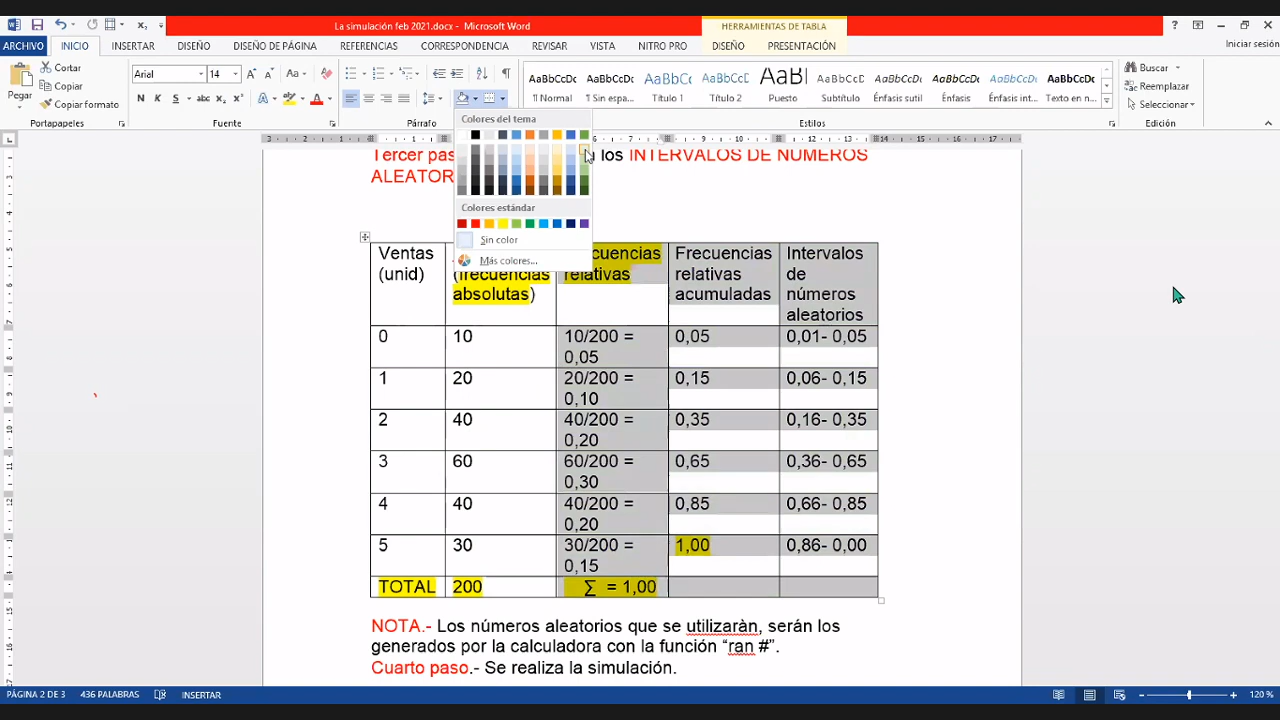 La simulación feb 2021.docx - Microsoft Word
HERRAMIENTAS DE TABLA
ARCHIVO INICIO INSERTAR DISEÑO DISEÑO DE PÁGINA REFERENCIAS CORRESPONDENCIA REVISAR VISTA NITRO PRO DISEÑO PRESENTACIÓN Iniciar sesión
Pegar
Cortar
Copiar
Copiar formato
Portapapeles
Arial 14
Fuente
Párrafo
AaBbCcDc AaBbCcDc AaBbCc AaBbCcD AaBl AaBbCcD AaBbCcDc AaBbCcDc AaBbCcDc AaBbCcDc
¶ Normal ¶ Sin espa... Título 1 Título 2 Puesto Subtítulo Énfasis sutil Énfasis Énfasis int... Texto en n...
Estilos
Buscar
Reemplazar
Seleccionar
Edición
Colores del tema
Colores estándar
Sin color
Más colores...
Tercer pas
los INTERVALOS DE NÙMEROS
ALEATOR
Ventas (unid)
(frecuencias absolutas)
cuencias relativas
Frecuencias relativas acumuladas
Intervalos de números aleatorios
0 10 10/200 = 0,05 0,05 0,01- 0,05
1 20 20/200 = 0,10 0,15 0,06- 0,15
2 40 40/200 = 0,20 0,35 0,16- 0,35
3 60 60/200 = 0,30 0,65 0,36- 0,65
4 40 40/200 = 0,20 0,85 0,66- 0,85
5 30 30/200 = 0,15 1,00 0,86- 0,00
TOTAL 200 ∑ = 1,00
NOTA.- Los números aleatorios que se utilizaràn, serán los
generados por la calculadora con la función “ran #”.
Cuarto paso.- Se realiza la simulación.
PÁGINA 2 DE 3 436 PALABRAS INSERTAR 120 %